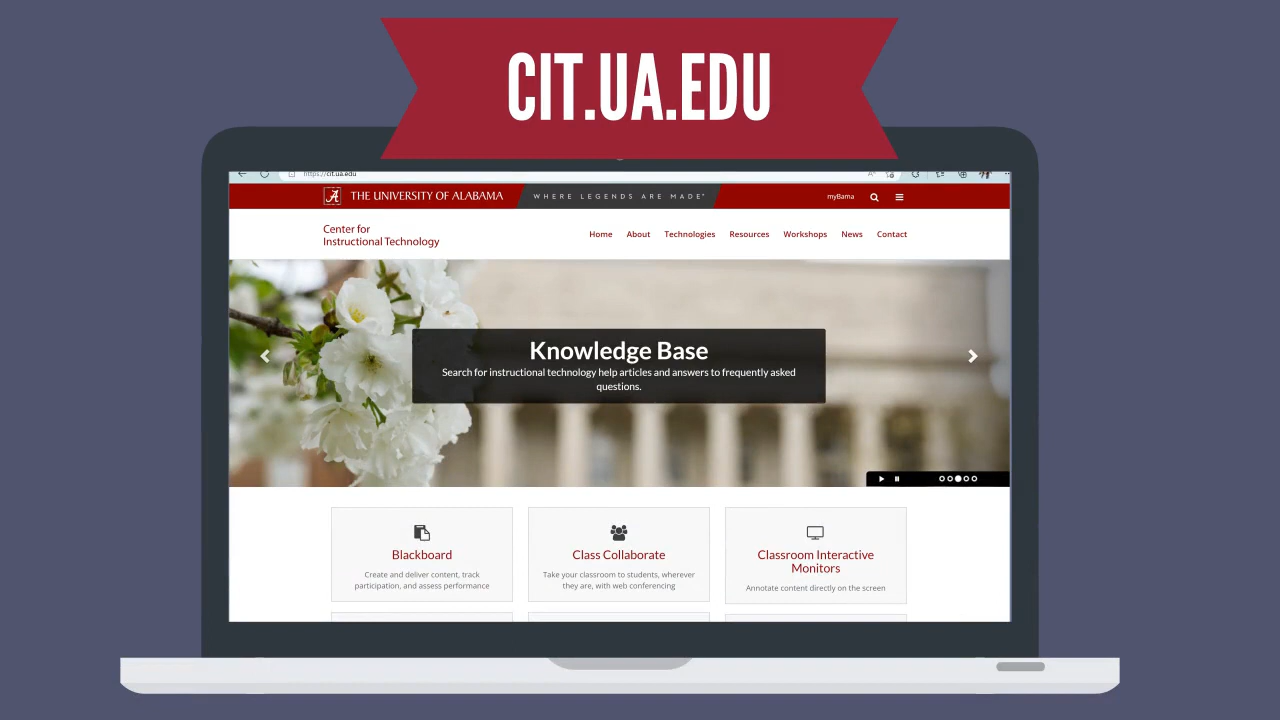 CIT.UA.EDU
https://cit.ua.edu
THE UNIVERSITY OF ALABAMA
WHERE LEGENDS ARE MADE
myBama
Center for
Instructional Technology
Home About Technologies Resources Workshops News Contact
Knowledge Base
Search for instructional technology help articles and answers to frequently asked
questions.
Blackboard
Create and deliver content, track
participation, and assess performance
Class Collaborate
Take your classroom to students, wherever
they are, with web conferencing
Classroom Interactive
Monitors
Annotate content directly on the screen